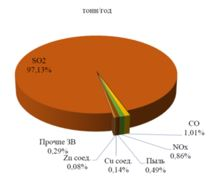 тонн/год
SO2
97,13%
CO
1,01%
NOx
0,86%
Пыль
0,49%
Cu соед.
0,14%
Zn соед.
0,08%
Прочие ЗВ
0,29%